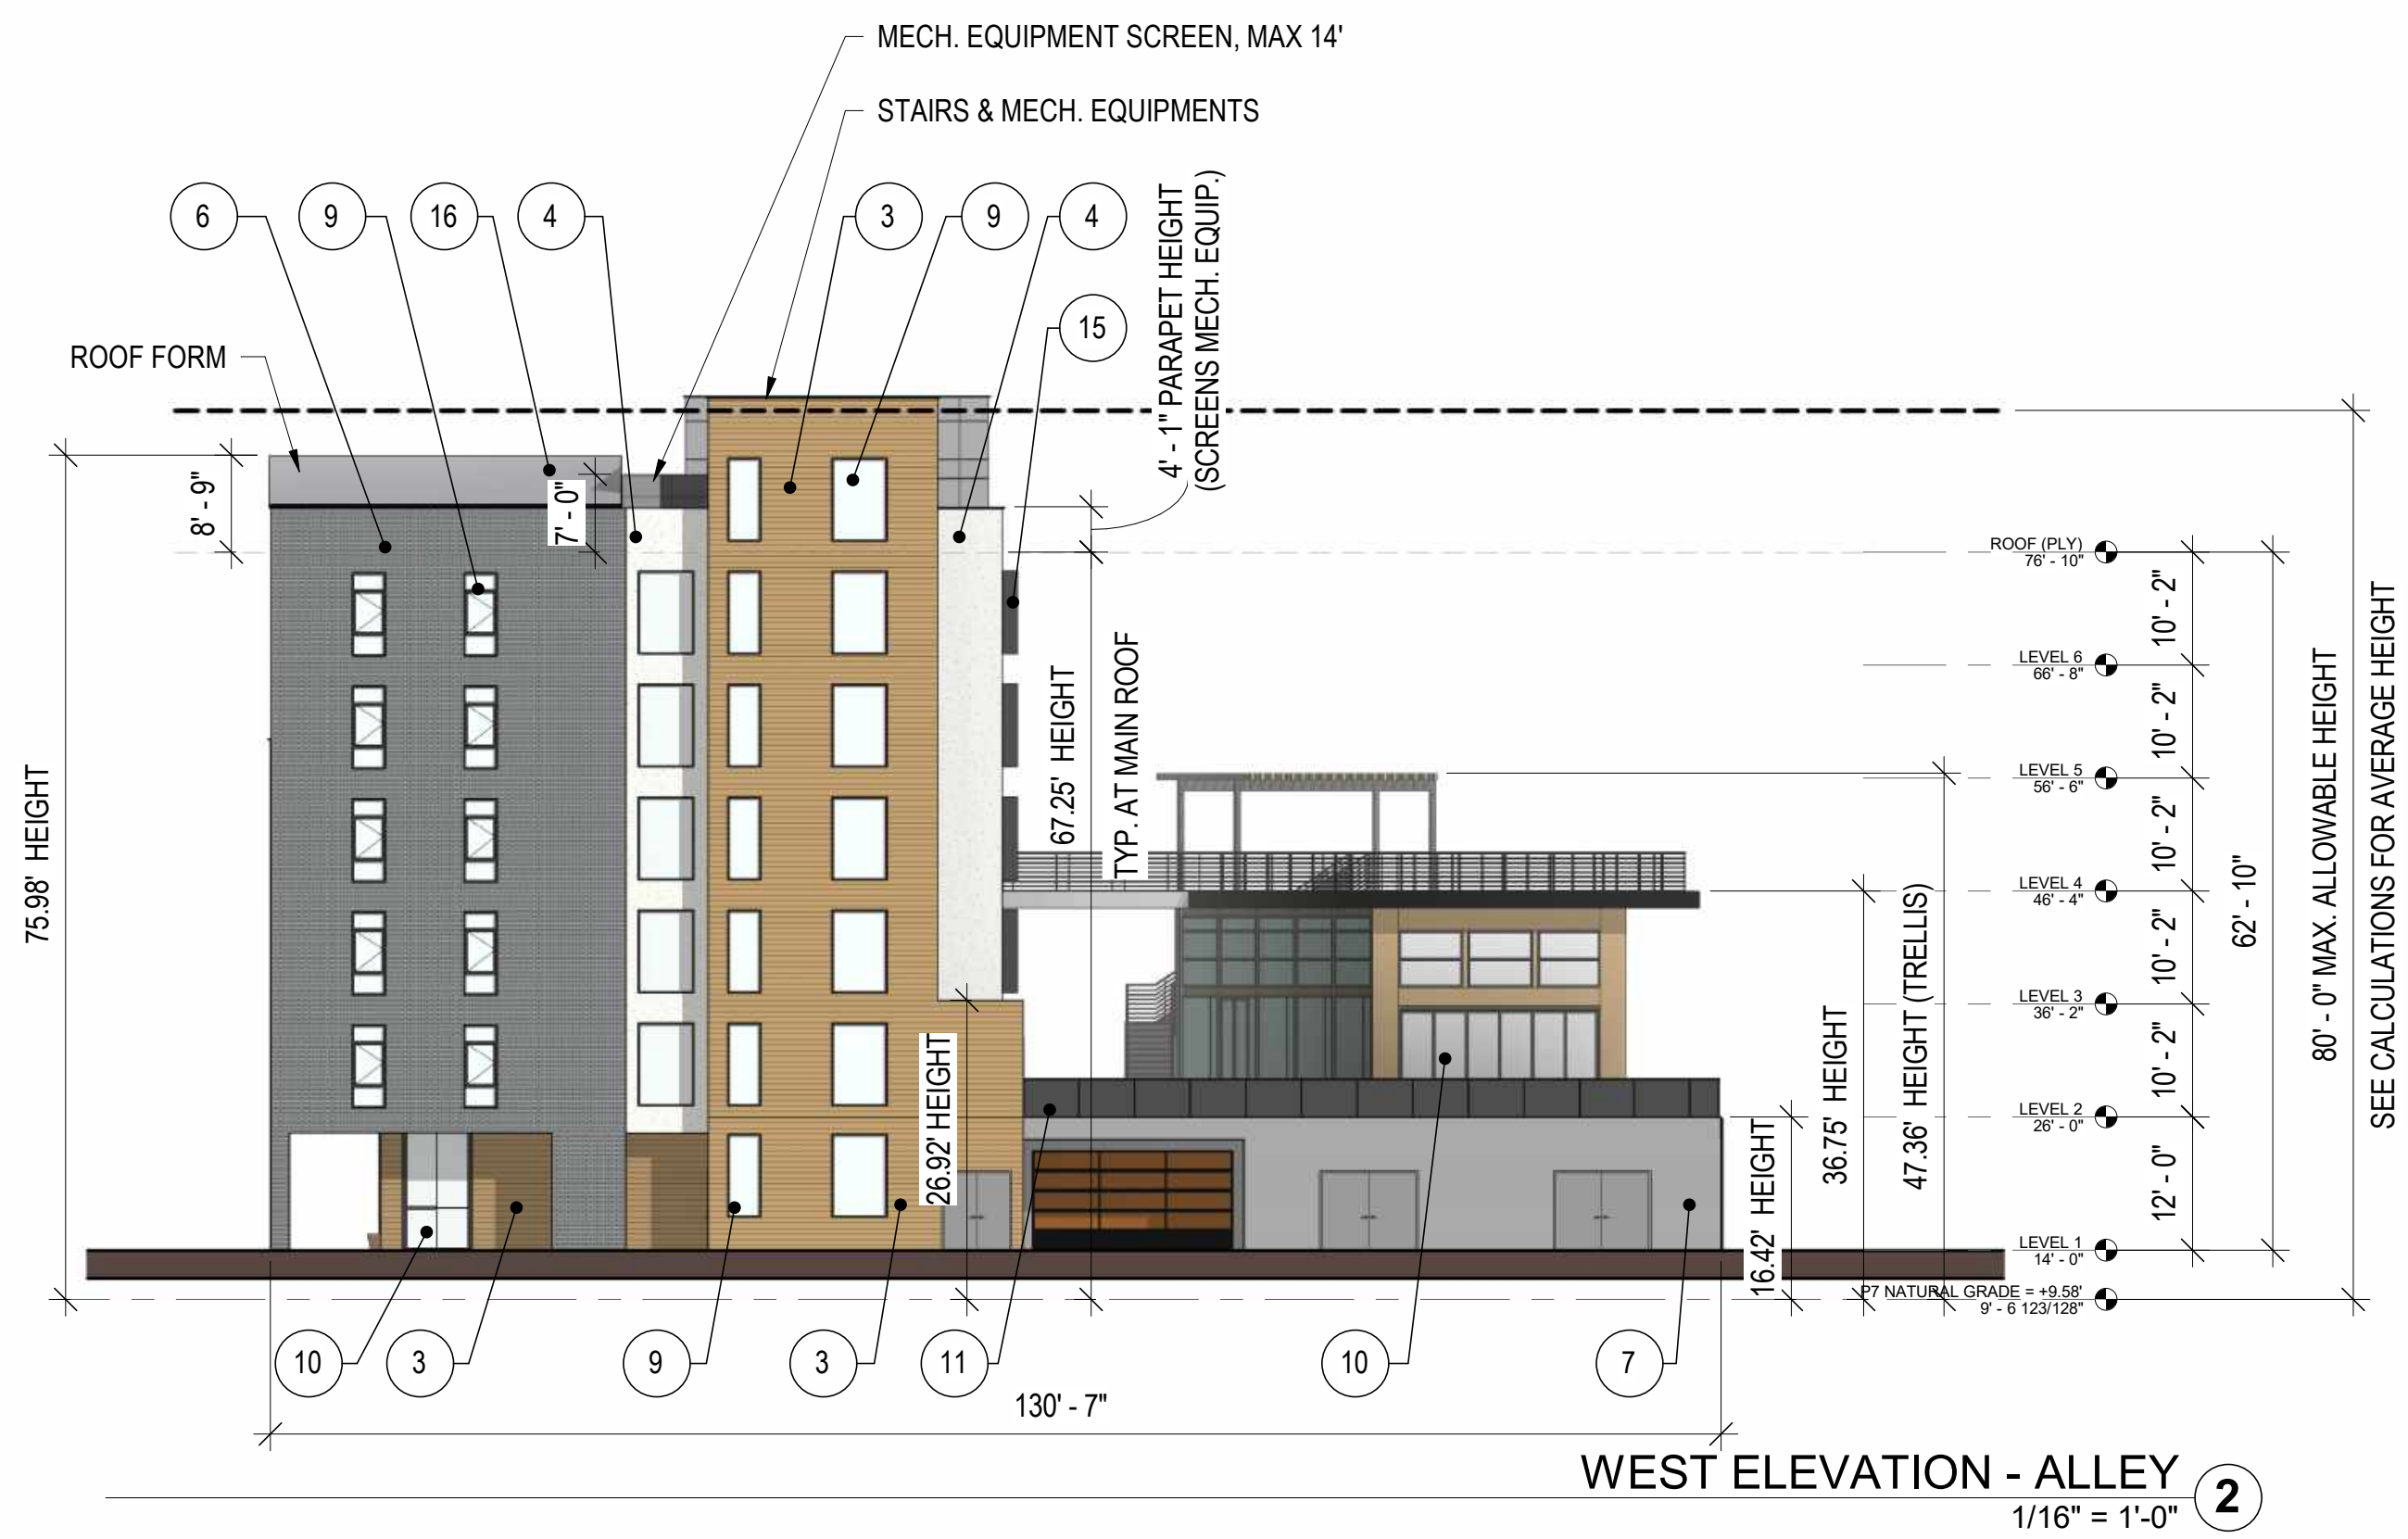 MECH. EQUIPMENT SCREEN, MAX 14'
STAIRS & MECH. EQUIPMENTS
6
9
16
4
3
9
4
15
4' - 1" PARAPET HEIGHT
(SCREENS MECH. EQUIP.)
ROOF FORM
8' - 9"
7' - 0"
75.98' HEIGHT
67.25' HEIGHT
TYP. AT MAIN ROOF
26.92' HEIGHT
16.42' HEIGHT
36.75' HEIGHT
47.36' HEIGHT (TRELLIS)
ROOF (PLY)
76' - 10"
10' - 2"
LEVEL 6
66' - 8"
10' - 2"
LEVEL 5
56' - 6"
10' - 2"
LEVEL 4
46' - 4"
10' - 2"
LEVEL 3
36' - 2"
10' - 2"
LEVEL 2
26' - 0"
12' - 0"
LEVEL 1
14' - 0"
P7 NATURAL GRADE = +9.58'
9' - 6 123/128"
62' - 10"
80' - 0" MAX. ALLOWABLE HEIGHT
SEE CALCULATIONS FOR AVERAGE HEIGHT
10
3
9
3
11
10
7
130' - 7"
WEST ELEVATION - ALLEY
2
1/16" = 1'-0"